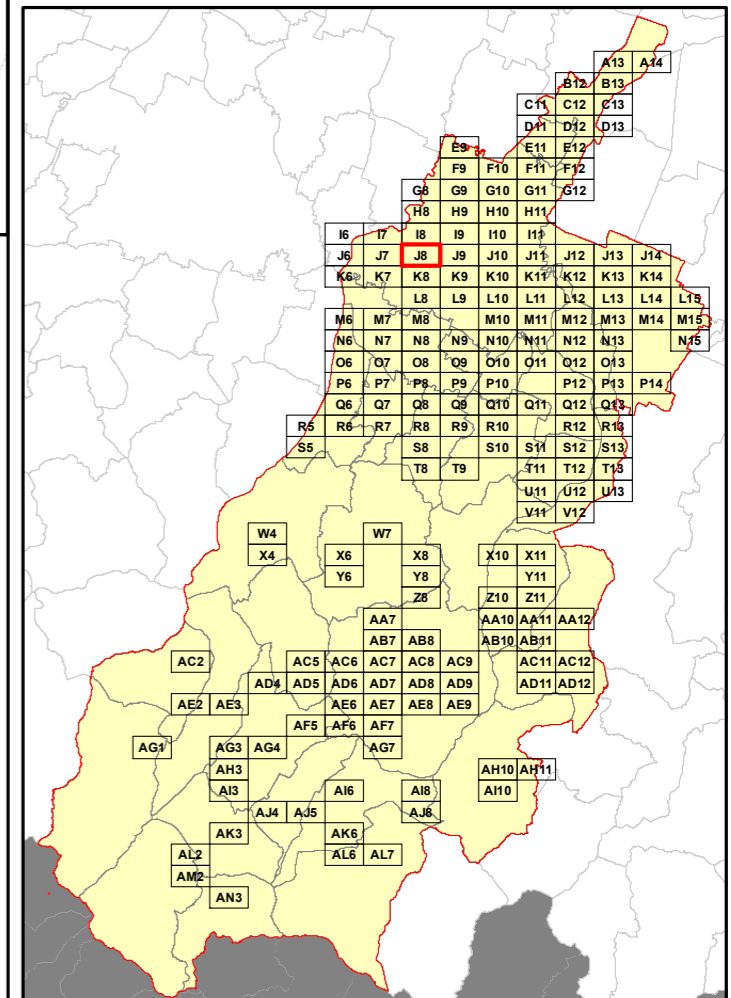 A13 A14
B12 B13
C11 C12 C13
D11 D12 D13
E9 E11 E12
F9 F10 F11 F12
G8 G9 G10 G11 G12
H8 H9 H10 H11
I6 I7 I8 I9 I10 I11
J6 J7 J8 J9 J10 J11 J12 J13 J14
K6 K7 K8 K9 K10 K11 K12 K13 K14
L8 L9 L10 L11 L12 L13 L14 L15
M6 M7 M8 M10 M11 M12 M13 M14 M15
N6 N7 N8 N9 N10 N11 N12 N13 N15
O6 O7 O8 O9 O10 O11 O12 O13
P6 P7 P8 P9 P10 P12 P13 P14
Q6 Q7 Q8 Q9 Q10 Q11 Q12 Q13
R5 R6 R7 R8 R9 R10 R12 R13
S5 S8 S10 S11 S12 S13
T8 T9 T11 T12 T13
U11 U12 U13
V11 V12
W4 W7
X4 X6 X8 X10 X11
Y6 Y8 Y11
Z8 Z10 Z11
AA7 AA10 AA11 AA12
AB7 AB8 AB10 AB11
AC2 AC5 AC6 AC7 AC8 AC9 AC11 AC12
AD4 AD5 AD6 AD7 AD8 AD9 AD11 AD12
AE2 AE3 AE6 AE7 AE8 AE9
AF5 AF6 AF7
AG1 AG3 AG4 AG7
AH3 AH10 AH11
AI3 AI6 AI8 AI10
AJ4 AJ5 AJ8
AK3 AK6
AL2 AL6 AL7
AM2
AN3